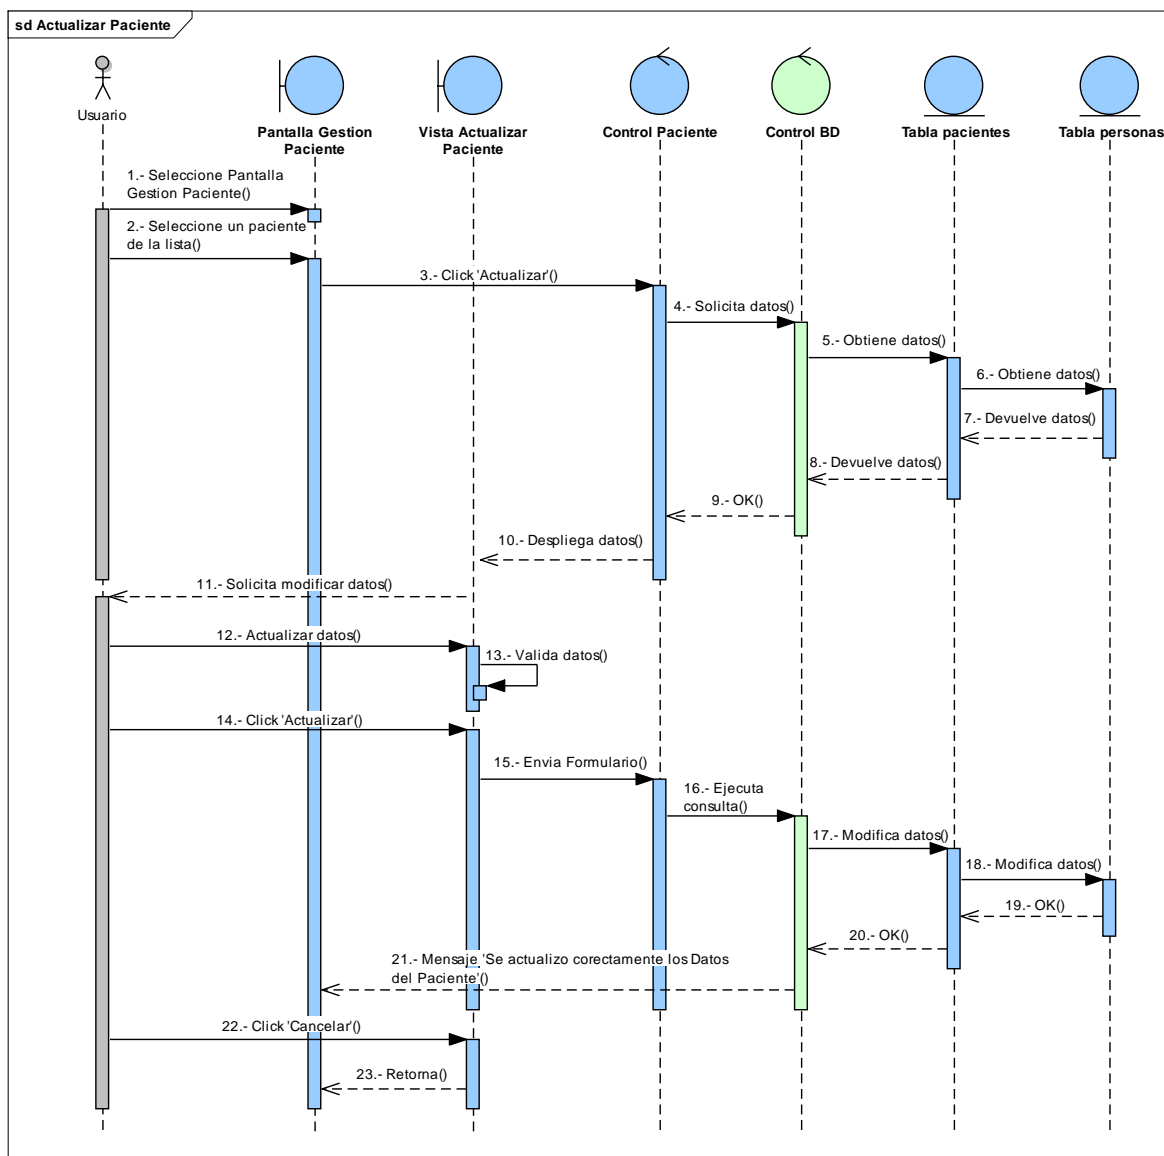 sd Actualizar Paciente
Usuario
Pantalla Gestion
Paciente
Vista Actualizar
Paciente
Control Paciente
Control BD
Tabla pacientes
Tabla personas
1.- Seleccione Pantalla
Gestion Paciente()
2.- Seleccione un paciente
de la lista()
3.- Click 'Actualizar'()
4.- Solicita datos()
5.- Obtiene datos()
6.- Obtiene datos()
7.- Devuelve datos()
8.- Devuelve datos()
9.- OK()
10.- Despliega datos()
11.- Solicita modificar datos()
12.- Actualizar datos()
13.- Valida datos()
14.- Click 'Actualizar'()
15.- Envia Formulario()
16.- Ejecuta
consulta()
17.- Modifica datos()
18.- Modifica datos()
19.- OK()
20.- OK()
21.- Mensaje 'Se actualizo corectamente los Datos
del Paciente'()
22.- Click 'Cancelar'()
23.- Retorna()